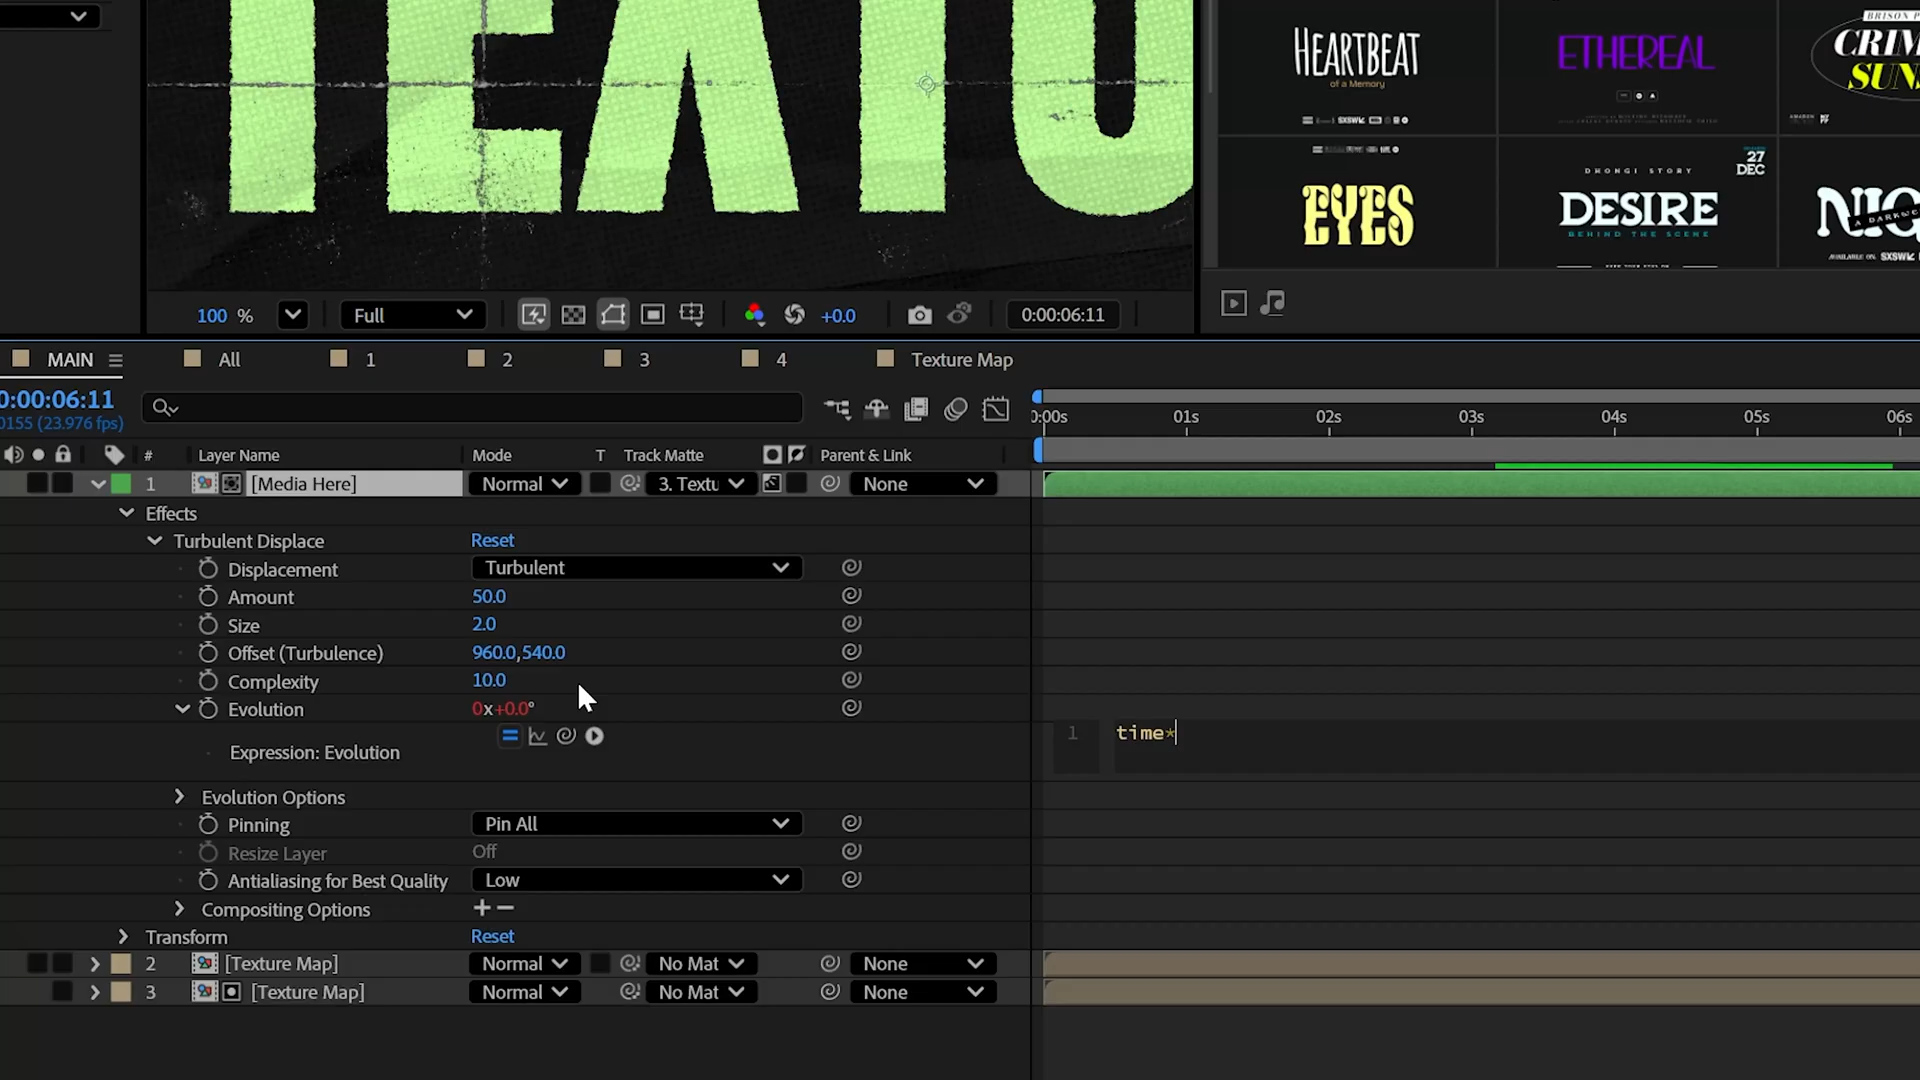 TEXTU
HEARTBEAT
of a Memory
SXSW
ETHEREAL
CRIM
SUN
EYES
DHONGI STORY
27
DEC
DESIRE
BEHIND THE SCENE
NIG
AVAILABLE ON SXSW
100 %
Full
+0.0
0:00:06:11
MAIN
All
1
2
3
4
Texture Map
0:00:06:11
0155 (23.976 fps)
0:00s
01s
02s
03s
04s
05s
06s
#
Layer Name
Mode
T
Track Matte
Parent & Link
1
[Media Here]
Normal
3. Textu
None
Effects
Turbulent Displace
Reset
Displacement
Turbulent
Amount
50.0
Size
2.0
Offset (Turbulence)
960.0,540.0
Complexity
10.0
Evolution
0x+0.0°
Expression: Evolution
1
time*
Evolution Options
Pinning
Pin All
Resize Layer
Off
Antialiasing for Best Quality
Low
Compositing Options
+ −
Transform
Reset
2
[Texture Map]
Normal
No Mat
None
3
[Texture Map]
Normal
No Mat
None